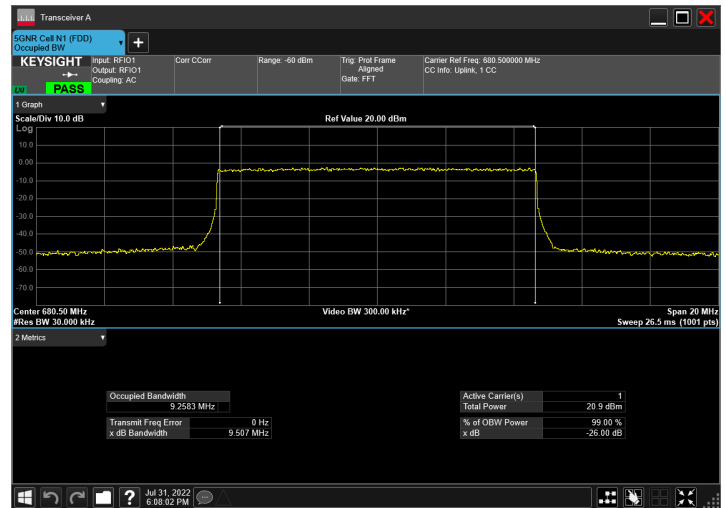 Transceiver A
5GNR Cell N1 (FDD)
Occupied BW
KEYSIGHT
PASS
Input: RFIO1
Output: RFIO1
Coupling: AC
Corr CCorr
Range: -60 dBm
Trig: Prot Frame
Aligned
Gate: FFT
Carrier Ref Freq: 680.500000 MHz
CC Info: Uplink, 1 CC
1 Graph
Scale/Div 10.0 dB
Ref Value 20.00 dBm
Log
10.0
0.00
-10.0
-20.0
-30.0
-40.0
-50.0
-60.0
-70.0
Center 680.50 MHz
Video BW 300.00 kHz*
Span 20 MHz
#Res BW 30.000 kHz
Sweep 26.5 ms (1001 pts)
2 Metrics
Occupied Bandwidth
9.2583 MHz
Transmit Freq Error 0 Hz
x dB Bandwidth 9.507 MHz
Active Carrier(s) 1
Total Power 20.9 dBm
% of OBW Power 99.00 %
x dB -26.00 dB
Jul 31, 2022
6:08:02 PM